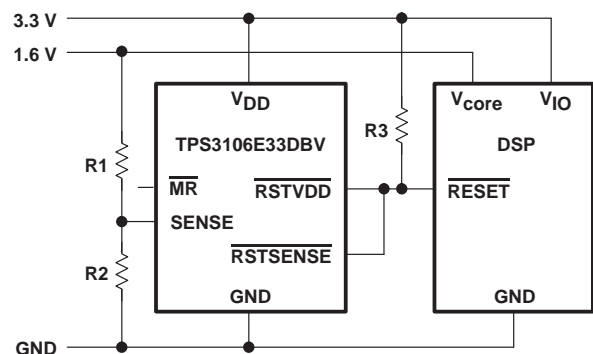 3.3 V
1.6 V
VDD
TPS3106E33DBV
R3
Vcore VIO
DSP
R1
MR
RSTVDD
RESET
SENSE
RSTSENSE
R2
GND
GND
GND